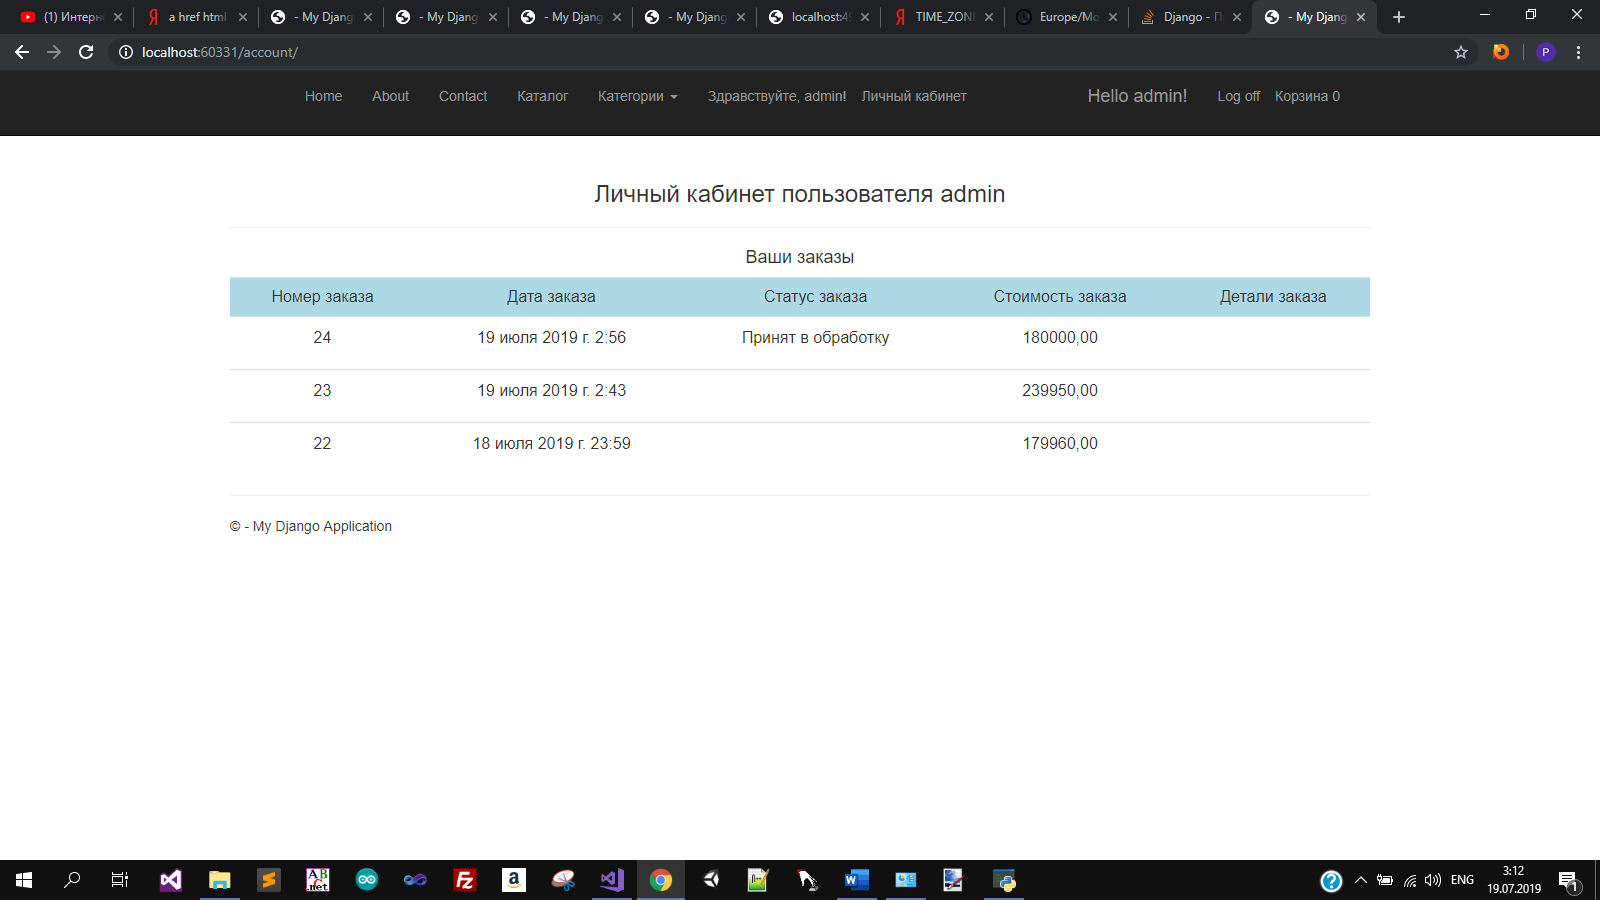 (1) Интерн
a href html
- My Djang
- My Djang
- My Djang
- My Djang
localhost:4
TIME_ZON
Europe/Mo
Django - П
- My Djang
localhost:60331/account/
P
Home About Contact Каталог Категории Здравствуйте, admin! Личный кабинет Hello admin! Log off Корзина 0
Личный кабинет пользователя admin
Ваши заказы
Номер заказа Дата заказа Статус заказа Стоимость заказа Детали заказа
24 19 июля 2019 г. 2:56 Принят в обработку 180000,00
23 19 июля 2019 г. 2:43 239950,00
22 18 июля 2019 г. 23:59 179960,00
© - My Django Application
ENG
3:12
19.07.2019
1